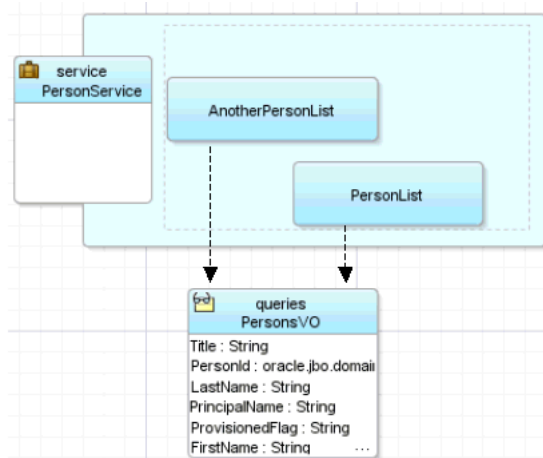 service
PersonService
AnotherPersonList
PersonList
queries
PersonsVO
Title : String
PersonId : oracle.jbo.domain
LastName : String
PrincipalName : String
ProvisionedFlag : String
FirstName : String ...